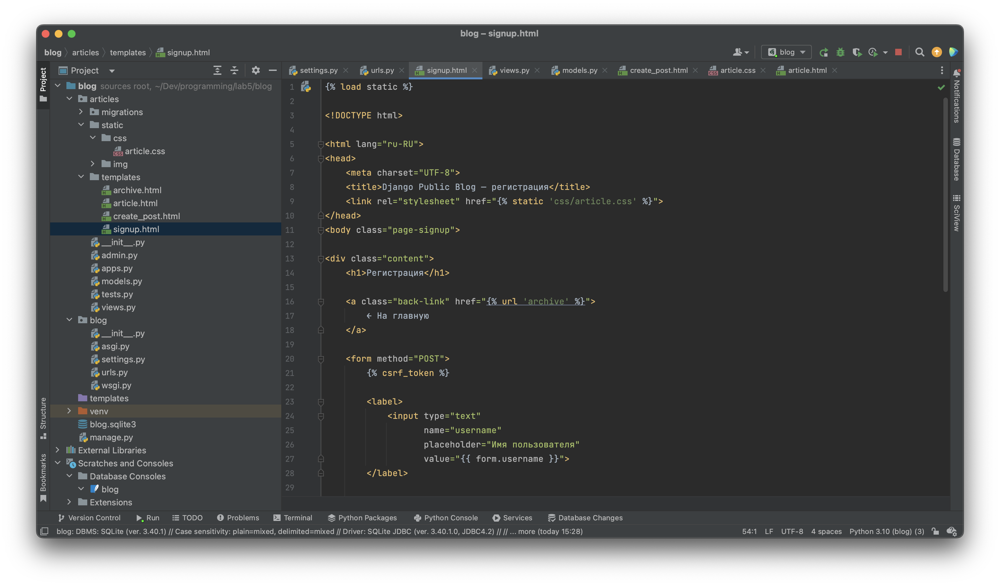 blog – signup.html
blog articles templates signup.html
blog
Project
settings.py urls.py signup.html views.py models.py create_post.html article.css article.html
Project
Structure
Bookmarks
blog sources root, ~/Dev/programming/lab5/blog
articles
migrations
static
css
article.css
img
templates
archive.html
article.html
create_post.html
signup.html
__init__.py
admin.py
apps.py
models.py
tests.py
views.py
blog
__init__.py
asgi.py
settings.py
urls.py
wsgi.py
templates
venv
blog.sqlite3
manage.py
External Libraries
Scratches and Consoles
Database Consoles
blog
Extensions
1 {% load static %}
2
3 <!DOCTYPE html>
4
5 <html lang="ru-RU">
6 <head>
7     <meta charset="UTF-8">
8     <title>Django Public Blog — регистрация</title>
9     <link rel="stylesheet" href="{% static 'css/article.css' %}">
10 </head>
11 <body class="page-signup">
12
13 <div class="content">
14     <h1>Регистрация</h1>
15
16     <a class="back-link" href="{% url 'archive' %}">
17         ← На главную
18     </a>
19
20     <form method="POST">
21         {% csrf_token %}
22
23         <label>
24             <input type="text"
25                    name="username"
26                    placeholder="Имя пользователя"
27                    value="{{ form.username }}">
28         </label>
29
Notifications
Database
SciView
Version Control Run TODO Problems Terminal Python Packages Python Console Services Database Changes
blog: DBMS: SQLite (ver. 3.40.1) // Case sensitivity: plain=mixed, delimited=mixed // Driver: SQLite JDBC (ver. 3.40.1.0, JDBC4.2) // // ... more (today 15:28) 54:1 LF UTF-8 4 spaces Python 3.10 (blog) (3)